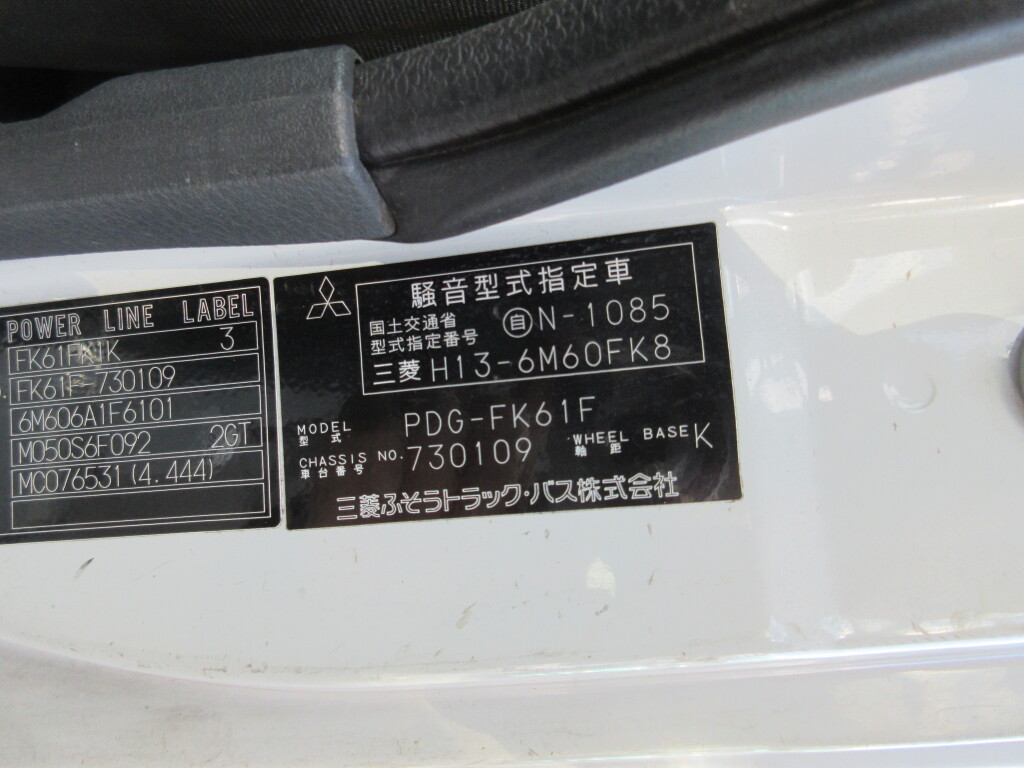 POWER LINE LABEL
FK61FK1K 3
FK61F-730109
6M606A1F6101
M050S6F092 2GT
MC076531 (4.444)
騒音型式指定車
国土交通省
型式指定番号 自N-1085
三菱 H13-6M60FK8
MODEL
型式 PDG-FK61F
CHASSIS NO.
車台番号 730109
WHEEL BASE
軸距 K
三菱ふそうトラック・バス株式会社